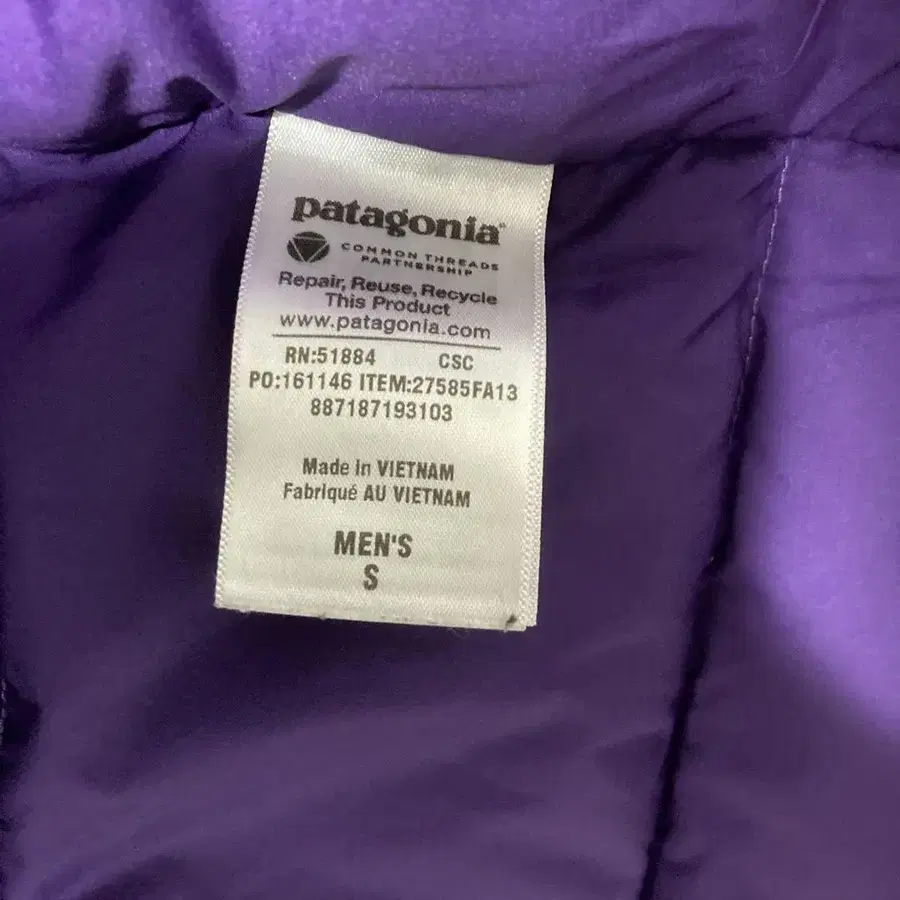 patagonia®
COMMON THREADS
PARTNERSHIP
Repair, Reuse, Recycle
This Product
www.patagonia.com
RN:51884 CSC
PO:161146 ITEM:27585FA13
887187193103
Made in VIETNAM
Fabriqué AU VIETNAM
MEN'S
S